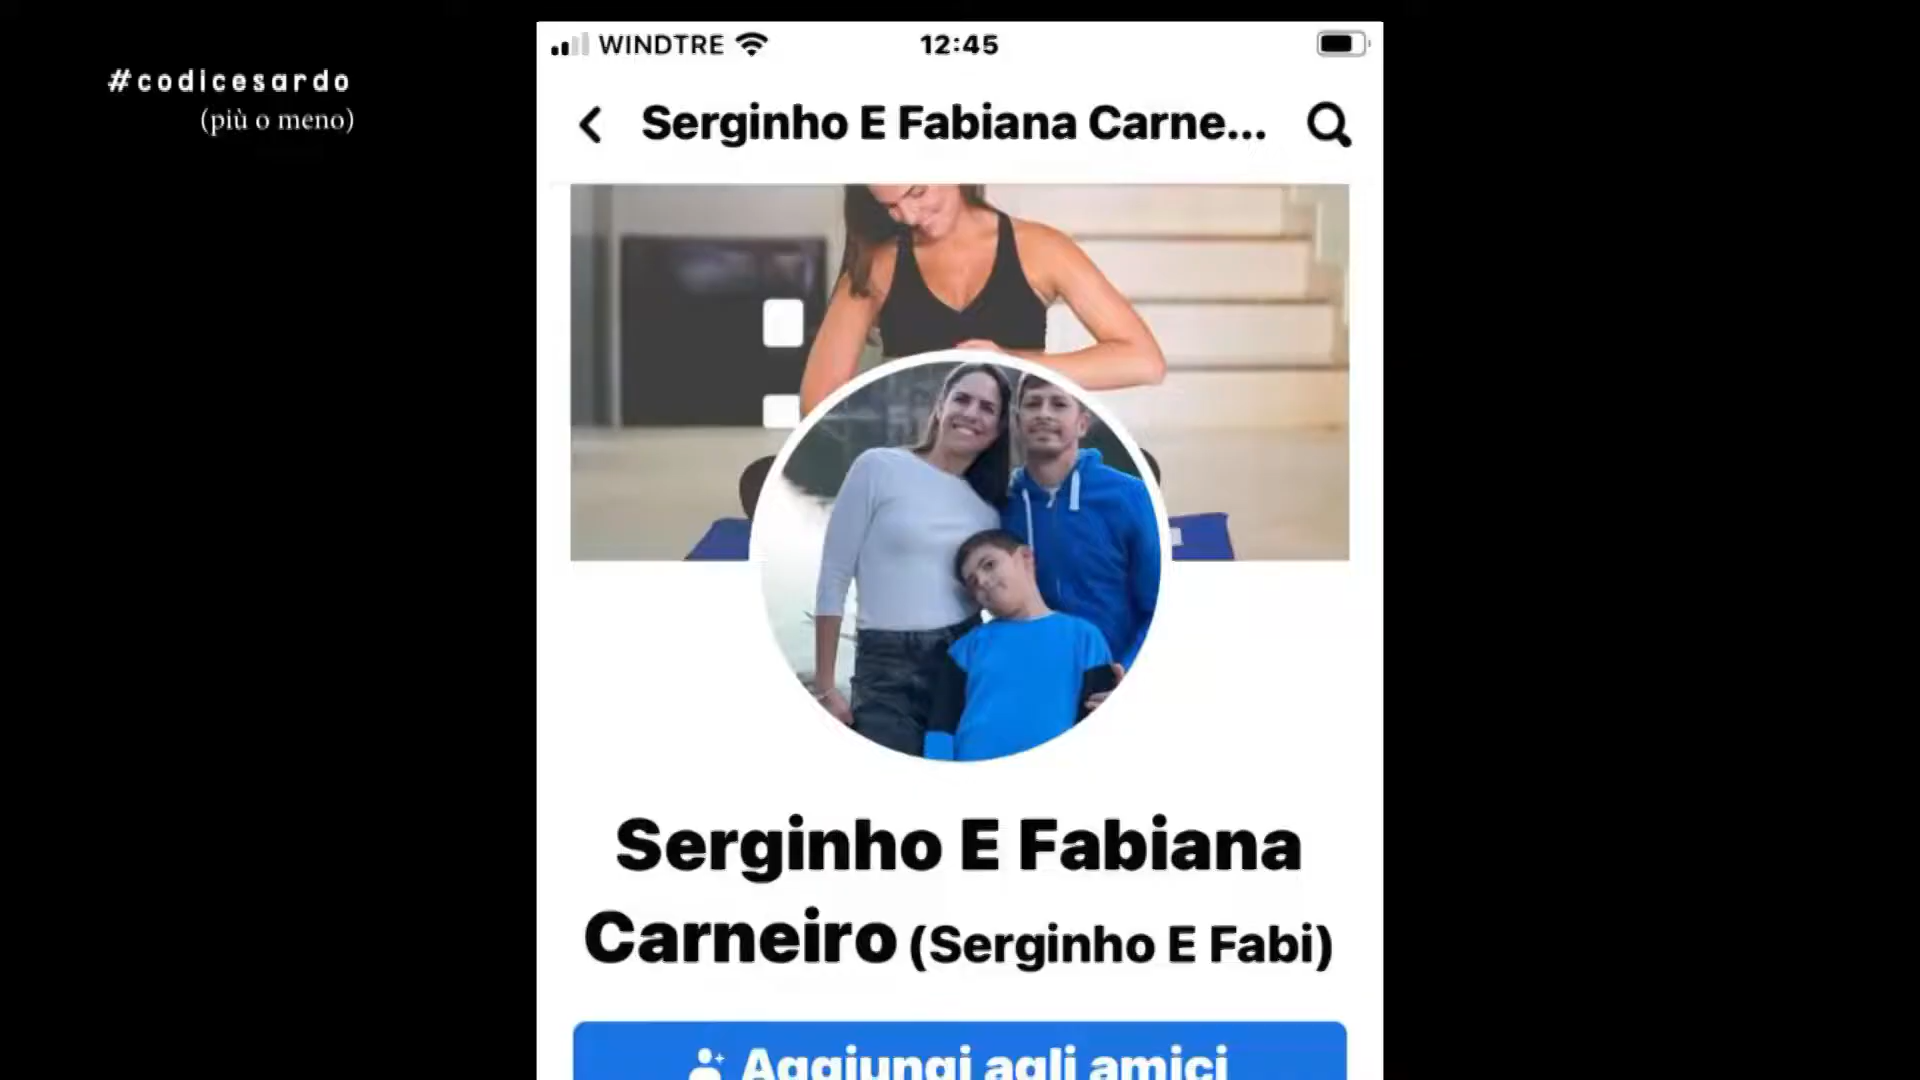 #codicesardo
(più o meno)
WINDTRE
12:45
Serginho E Fabiana Carne...
Serginho E Fabiana
Carneiro (Serginho E Fabi)
Aggiungi agli amici